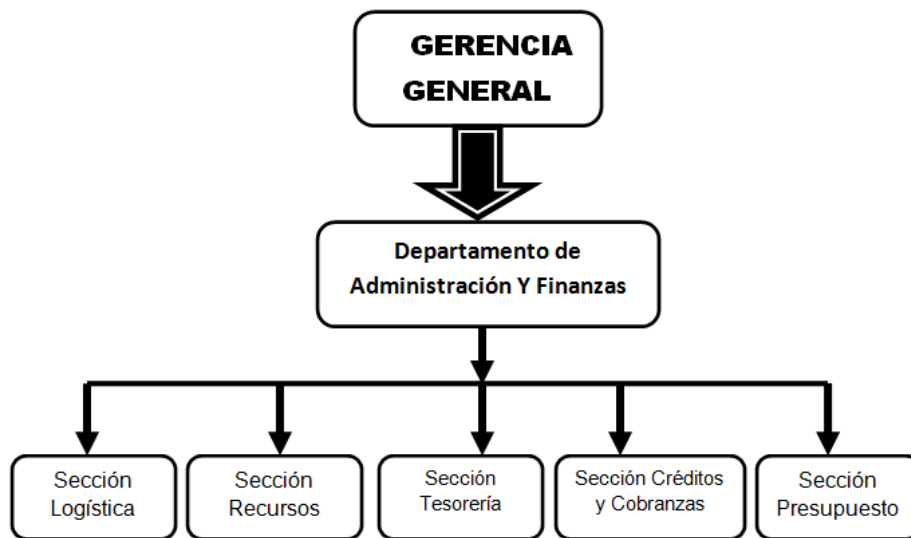 GERENCIA
GENERAL
Departamento de
Administración Y Finanzas
Sección
Logística
Sección
Recursos
Sección
Tesorería
Sección Créditos
y Cobranzas
Sección
Presupuesto